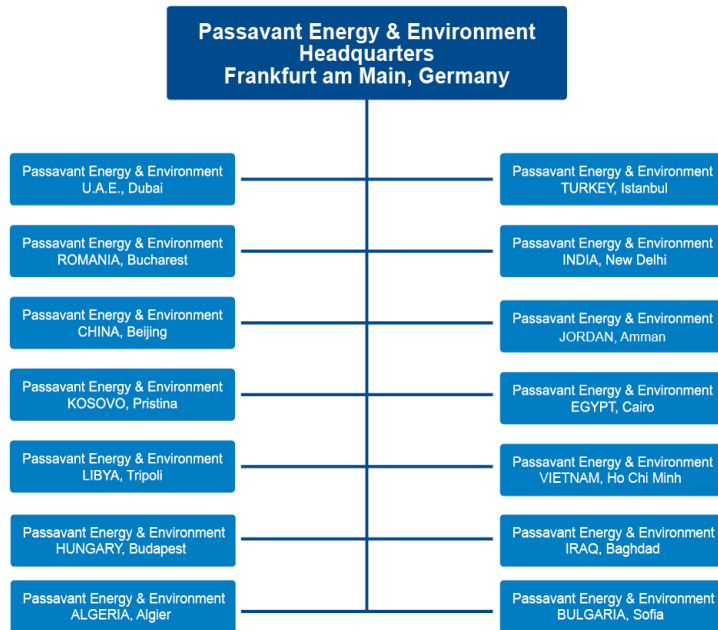 Passavant Energy & Environment
Headquarters
Frankfurt am Main, Germany
Passavant Energy & Environment
U.A.E., Dubai
Passavant Energy & Environment
TURKEY, Istanbul
Passavant Energy & Environment
ROMANIA, Bucharest
Passavant Energy & Environment
INDIA, New Delhi
Passavant Energy & Environment
CHINA, Beijing
Passavant Energy & Environment
JORDAN, Amman
Passavant Energy & Environment
KOSOVO, Pristina
Passavant Energy & Environment
EGYPT, Cairo
Passavant Energy & Environment
LIBYA, Tripoli
Passavant Energy & Environment
VIETNAM, Ho Chi Minh
Passavant Energy & Environment
HUNGARY, Budapest
Passavant Energy & Environment
IRAQ, Baghdad
Passavant Energy & Environment
ALGERIA, Algier
Passavant Energy & Environment
BULGARIA, Sofia